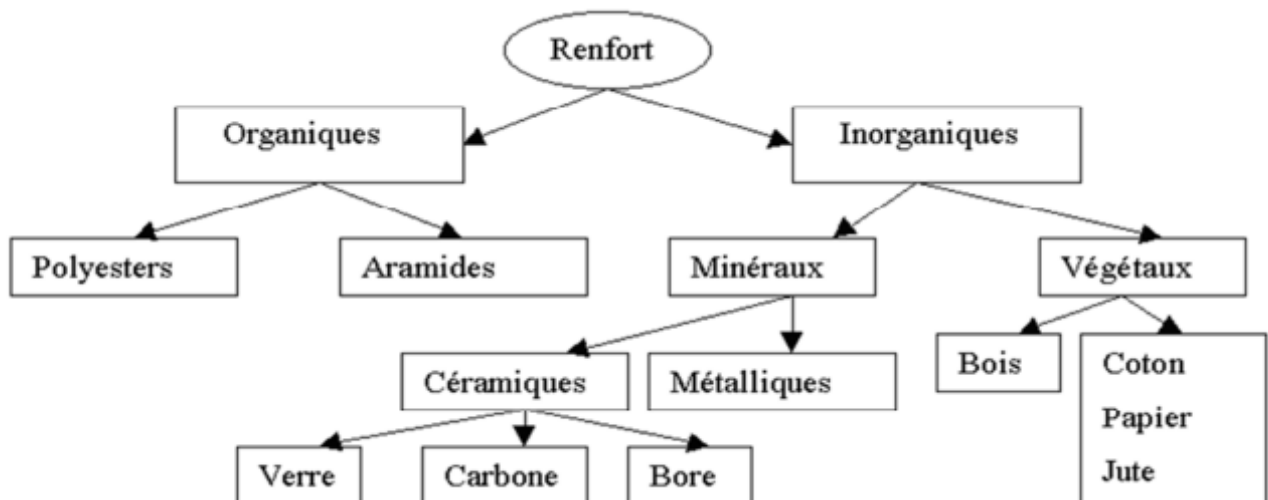 Renfort
Organiques
Inorganiques
Polyesters
Aramides
Minéraux
Végétaux
Céramiques
Métalliques
Bois
Coton
Papier
Jute
Verre
Carbone
Bore